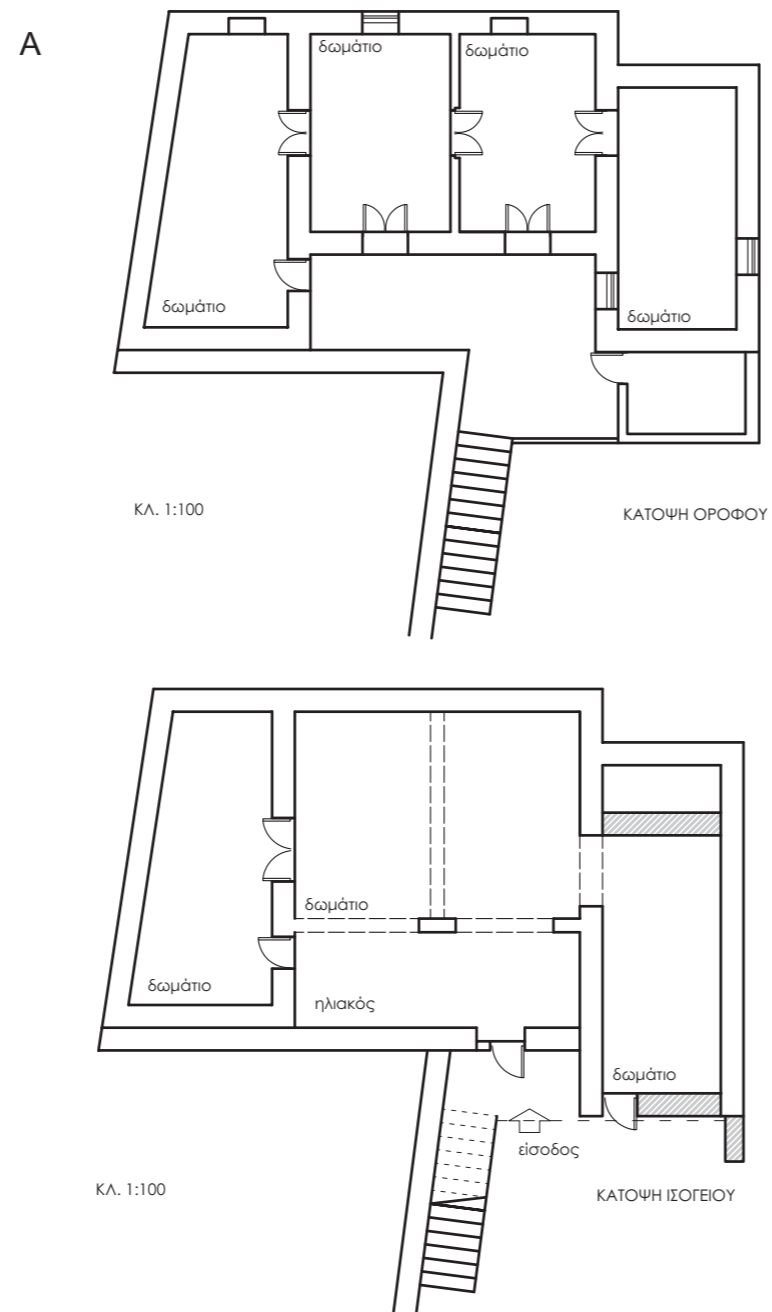 A
δωμάτιο
δωμάτιο
δωμάτιο
δωμάτιο
ΚΛ. 1:100
ΚΑΤΟΨΗ ΟΡΟΦΟΥ
δωμάτιο
δωμάτιο
ηλιακός
δωμάτιο
είσοδος
ΚΛ. 1:100
ΚΑΤΟΨΗ ΙΣΟΓΕΙΟΥ